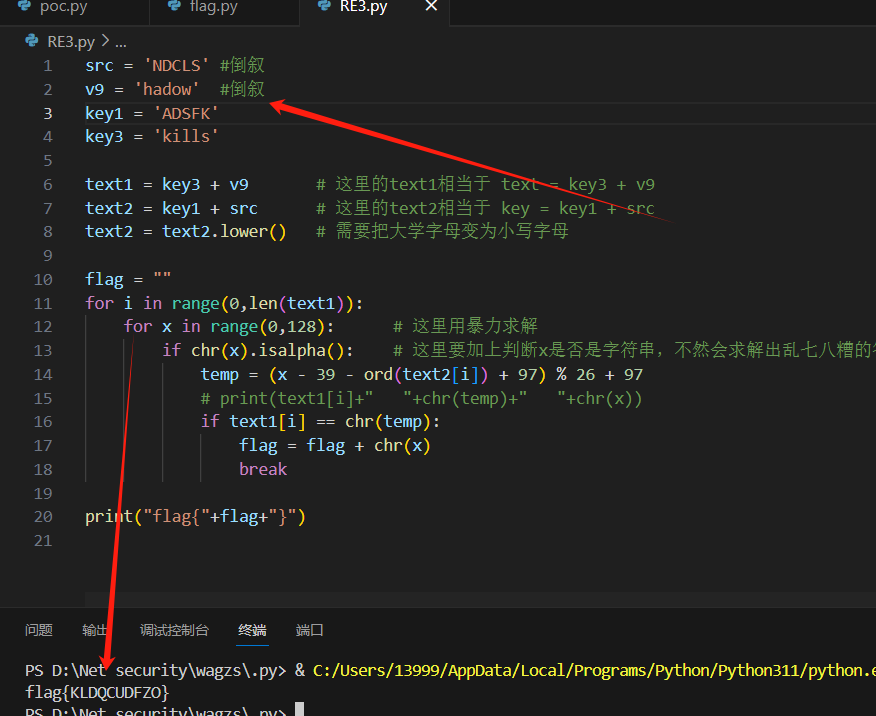 poc.py flag.py RE3.py ×
RE3.py > ...
1 src = 'NDCLS' #倒叙
2 v9 = 'hadow' #倒叙
3 key1 = 'ADSFK'
4 key3 = 'kills'
5
6 text1 = key3 + v9 # 这里的text1相当于 text = key3 + v9
7 text2 = key1 + src # 这里的text2相当于 key = key1 + src
8 text2 = text2.lower() # 需要把大学字母变为小写字母
9
10 flag = ""
11 for i in range(0,len(text1)):
12 for x in range(0,128): # 这里用暴力求解
13 if chr(x).isalpha(): # 这里要加上判断x是否是字符串，不然会求解出乱七八糟的
14 temp = (x - 39 - ord(text2[i]) + 97) % 26 + 97
15 # print(text1[i]+" "+chr(temp)+" "+chr(x))
16 if text1[i] == chr(temp):
17 flag = flag + chr(x)
18 break
19
20 print("flag{"+flag+"}")
21
问题 输出 调试控制台 终端 端口
PS D:\Net security\wagzs\.py> & C:/Users/13999/AppData/Local/Programs/Python/Python311/python.e
flag{KLDQCUDFZO}
PS D:\Net security\wagzs\.py>